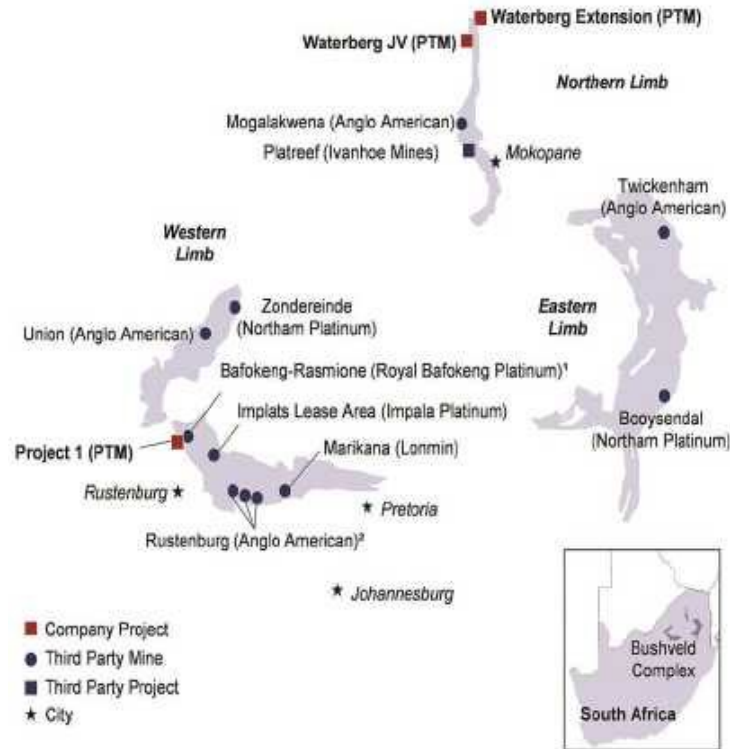 Waterberg Extension (PTM)
Waterberg JV (PTM)
Northern Limb
Mogalakwena (Anglo American)
Platreef (Ivanhoe Mines)
Mokopane
Twickenham
(Anglo American)
Western
Limb
Zondereinde
(Northam Platinum)
Eastern
Limb
Union (Anglo American)
Bafokeng-Rasmione (Royal Bafokeng Platinum)¹
Implats Lease Area (Impala Platinum)
Booysendal
(Northam Platinum)
Project 1 (PTM)
Marikana (Lonmin)
Rustenburg
Pretoria
Rustenburg (Anglo American)²
Johannesburg
Company Project
Third Party Mine
Third Party Project
City
Bushveld
Complex
South Africa